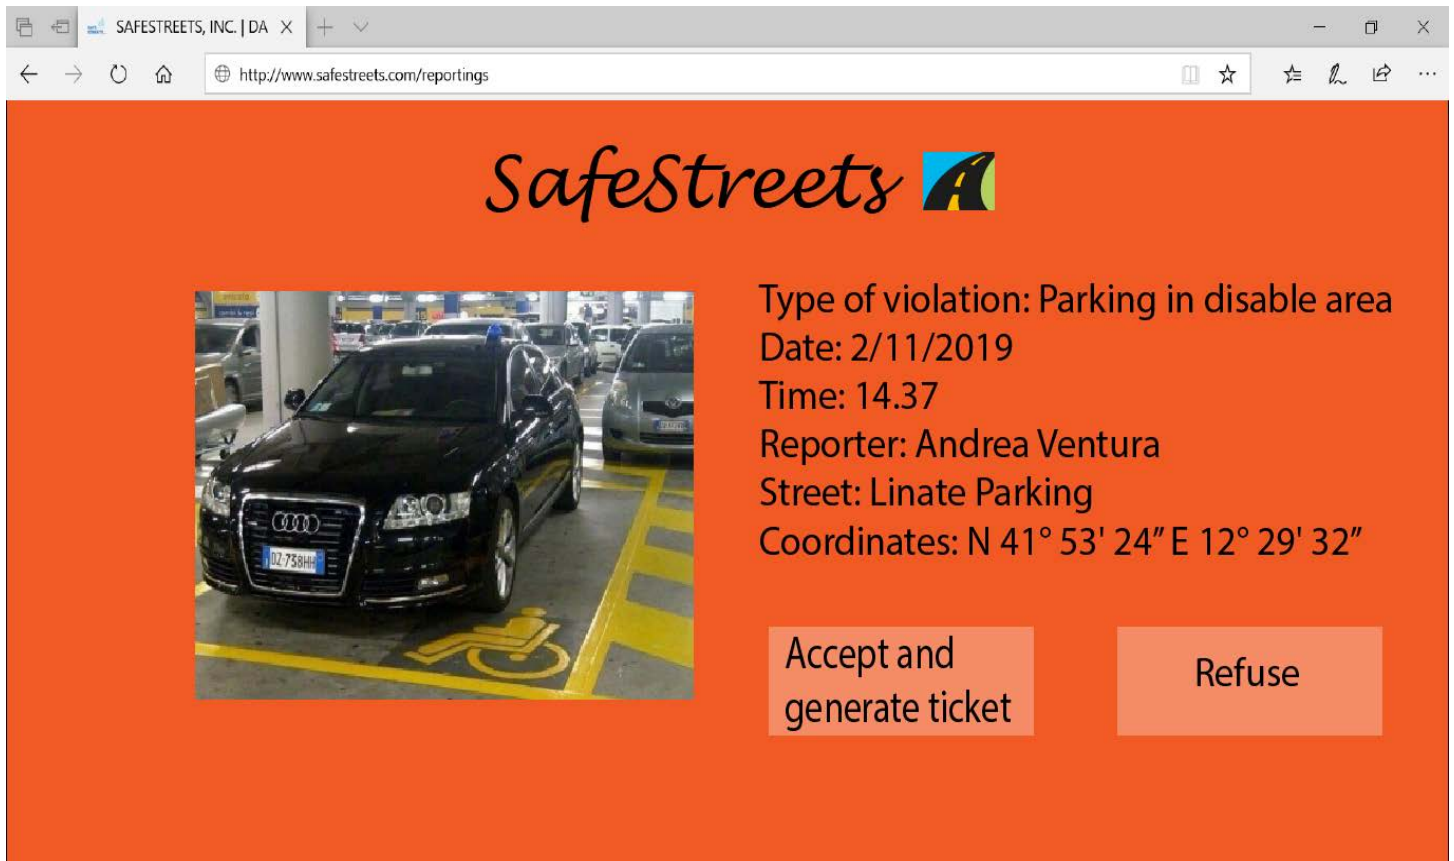 SAFESTREETS, INC. | DA
http://www.safestreets.com/reportings
SafeStreets
Type of violation: Parking in disable area
Date: 2/11/2019
Time: 14.37
Reporter: Andrea Ventura
Street: Linate Parking
Coordinates: N 41° 53' 24” E 12° 29' 32”
DZ·758HH
Accept and
generate ticket
Refuse